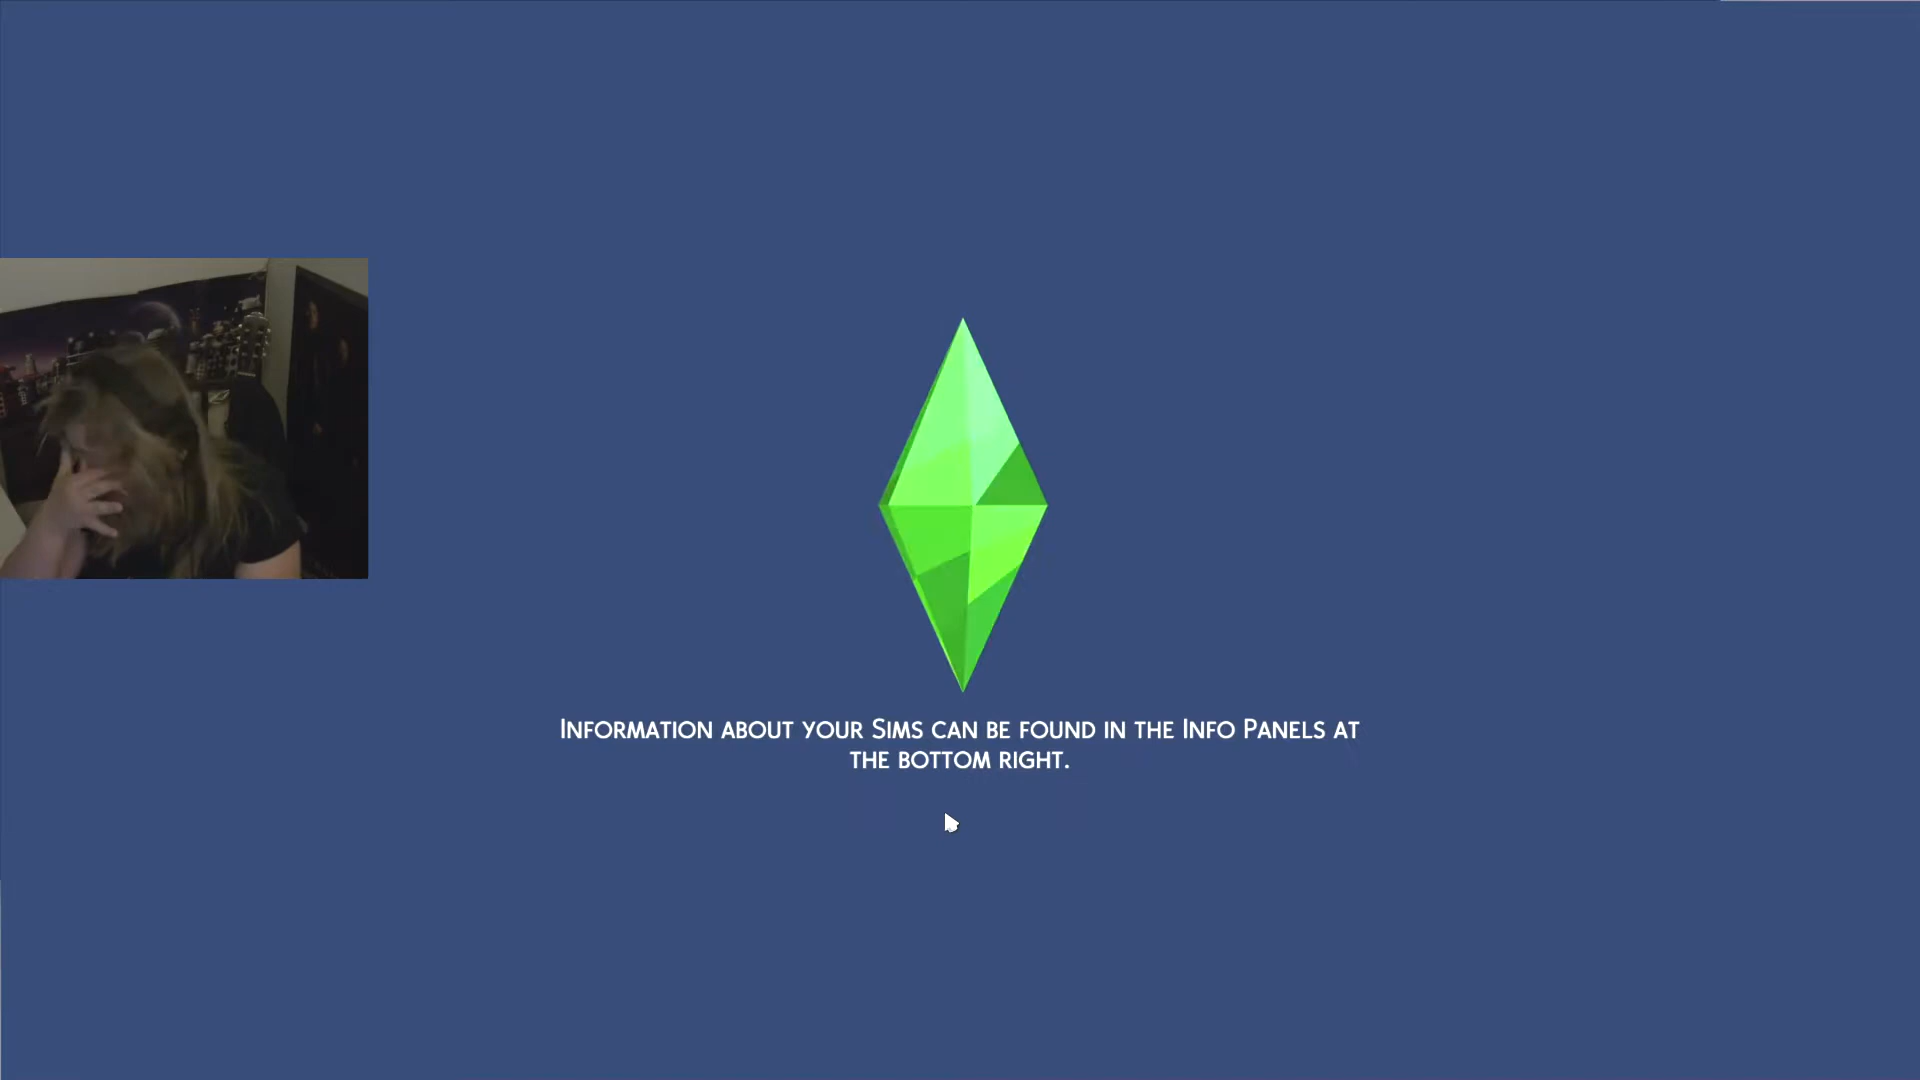 Information about your Sims can be found in the Info Panels at
the bottom right.